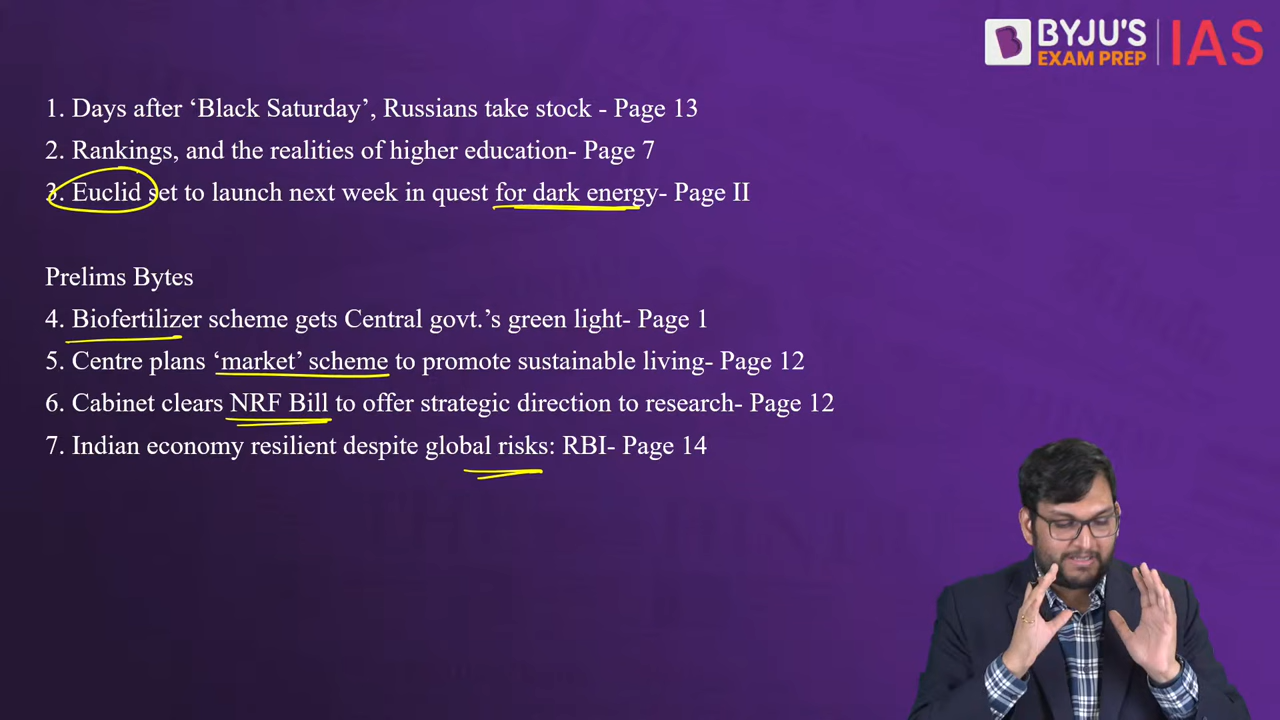 BYJU'S
EXAM PREP
IAS
1. Days after ‘Black Saturday’, Russians take stock - Page 13
2. Rankings, and the realities of higher education- Page 7
3. Euclid set to launch next week in quest for dark energy- Page II
Prelims Bytes
4. Biofertilizer scheme gets Central govt.’s green light- Page 1
5. Centre plans ‘market’ scheme to promote sustainable living- Page 12
6. Cabinet clears NRF Bill to offer strategic direction to research- Page 12
7. Indian economy resilient despite global risks: RBI- Page 14